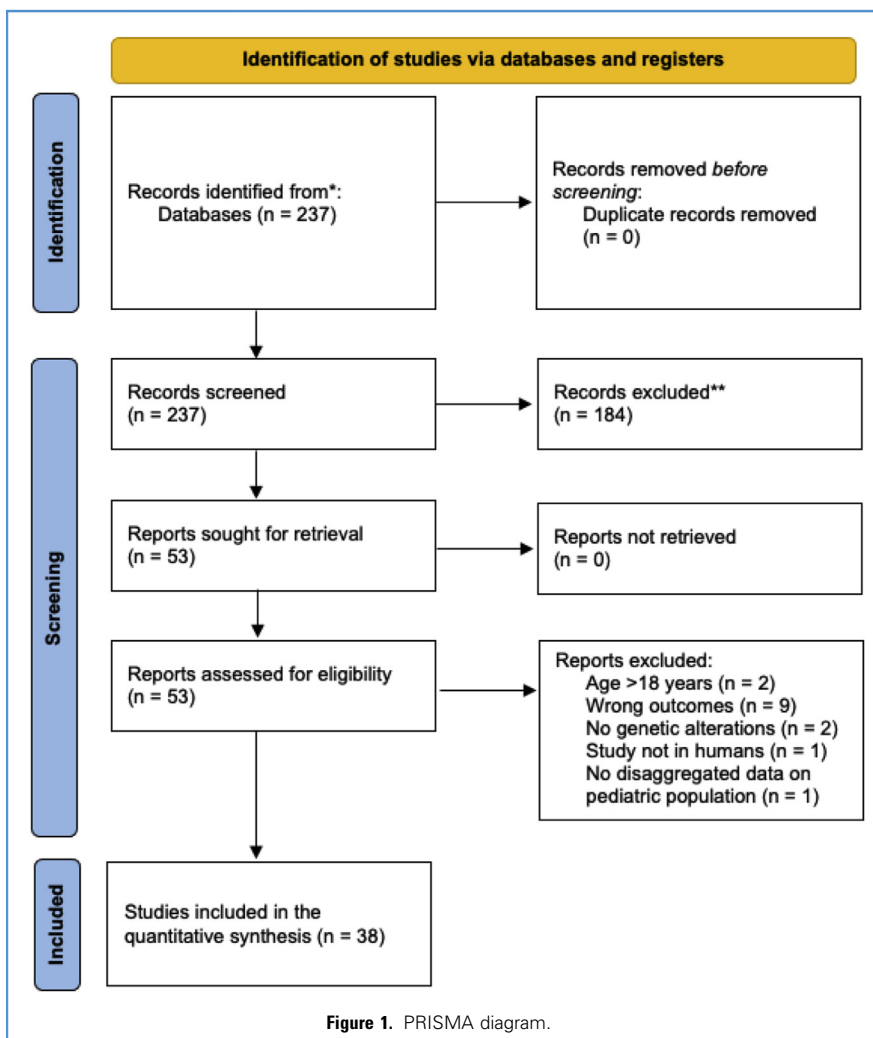 Identification of studies via databases and registers
Identification
Records identified from*:
Databases (n = 237)
Records removed before
screening:
Duplicate records removed
(n = 0)
Screening
Records screened
(n = 237)
Records excluded**
(n = 184)
Reports sought for retrieval
(n = 53)
Reports not retrieved
(n = 0)
Reports assessed for eligibility
(n = 53)
Reports excluded:
Age >18 years (n = 2)
Wrong outcomes (n = 9)
No genetic alterations (n = 2)
Study not in humans (n = 1)
No disaggregated data on
pediatric population (n = 1)
Included
Studies included in the
quantitative synthesis (n = 38)
Figure 1. PRISMA diagram.